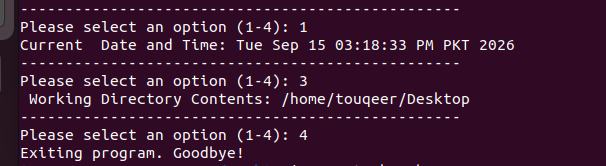 ------------------------------------------------
Please select an option (1-4): 1
Current  Date and Time: Tue Sep 15 03:18:33 PM PKT 2026
------------------------------------------------
Please select an option (1-4): 3
 Working Directory Contents: /home/touqeer/Desktop
------------------------------------------------
Please select an option (1-4): 4
Exiting program. Goodbye!